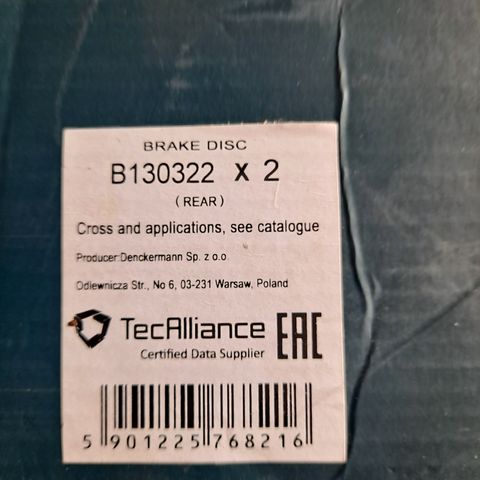 BRAKE DISC
B130322 x 2
(REAR)
Cross and applications, see catalogue
Producer:Denckermann Sp. z o.o
Odlewnicza Str., No 6, 03-231 Warsaw, Poland
TecAlliance
Certified Data Supplier
EAC
5 901225 768216